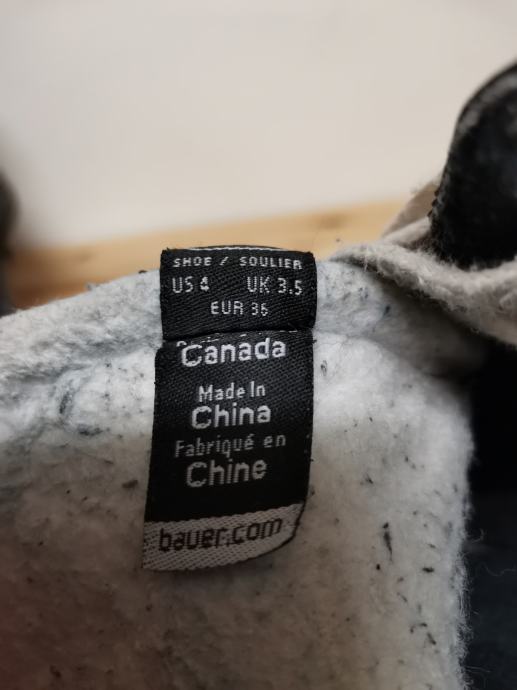 SHOE / SOULIER
US 4 UK 3.5
EUR 36
Canada
Made In
China
Fabriqué en
Chine
bauer.com